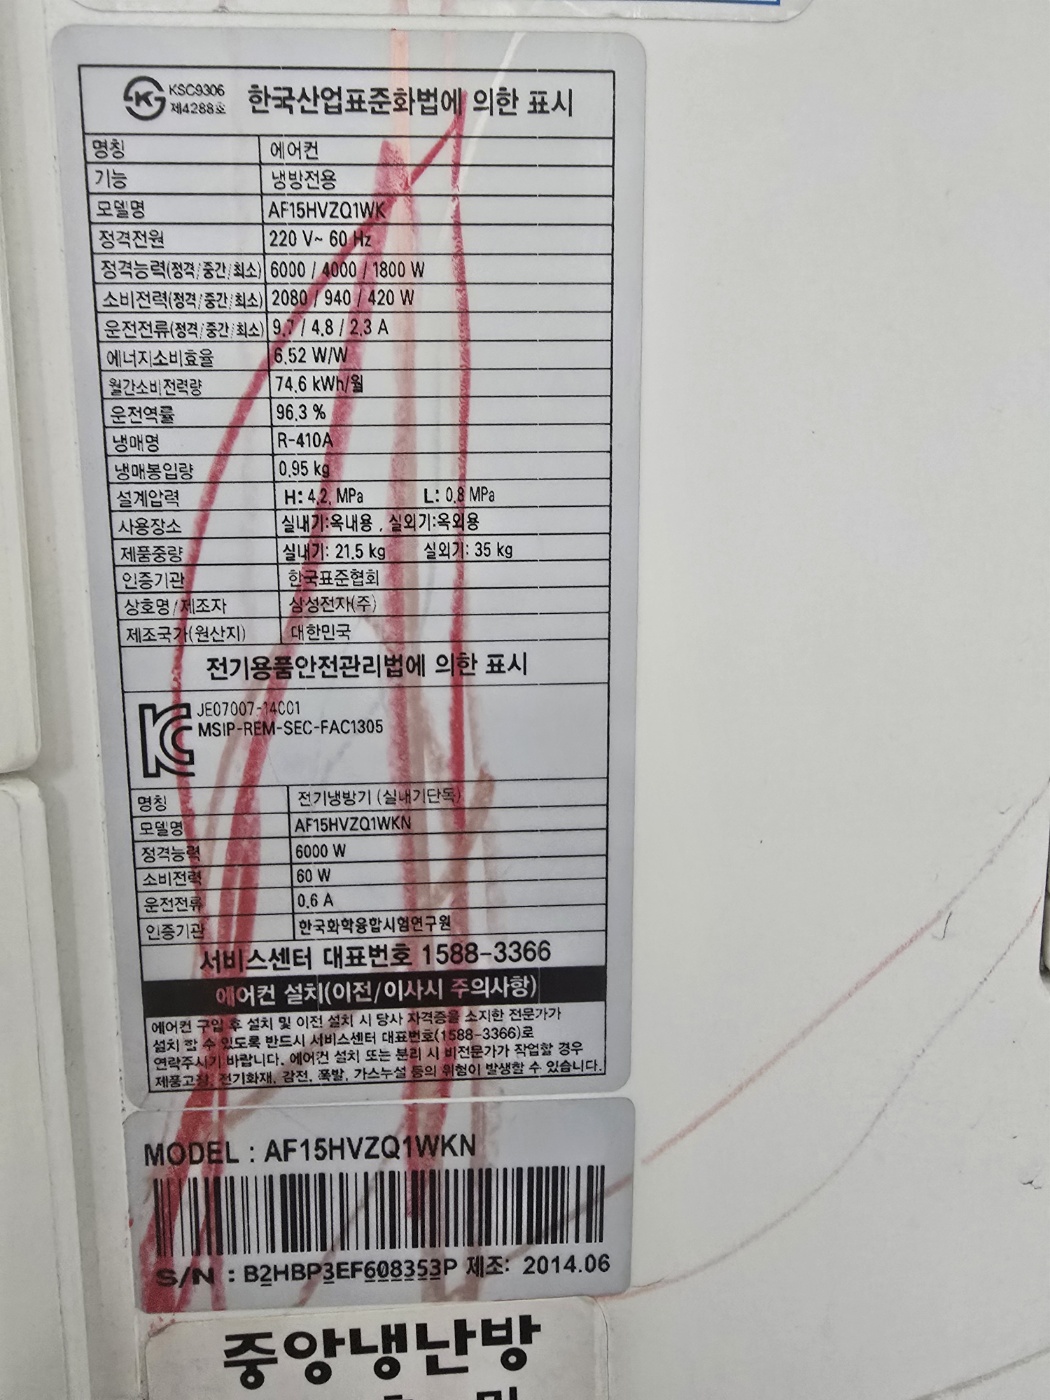 KSC9306
제4288호
한국산업표준화법에 의한 표시
명칭 에어컨
기능 냉방전용
모델명 AF15HVZQ1WK
정격전원 220 V~ 60 Hz
정격능력(정격/중간/최소) 6000 / 4000 / 1800 W
소비전력(정격/중간/최소) 2080 / 940 / 420 W
운전전류(정격/중간/최소) 9.7 / 4.8 / 2.3 A
에너지소비효율 6.52 W/W
월간소비전력량 74.6 kWh/월
운전역률 96.3 %
냉매명 R-410A
냉매봉입량 0.95 kg
설계압력 H: 4.2, MPa L: 0.8 MPa
사용장소 실내기:옥내용 , 실외기:옥외용
제품중량 실내기: 21.5 kg 실외기: 35 kg
인증기관 한국표준협회
상호명/제조자 삼성전자(주)
제조국가(원산지) 대한민국
전기용품안전관리법에 의한 표시
JE07007-14001
MSIP-REM-SEC-FAC1305
명칭 전기냉방기 (실내기단독)
모델명 AF15HVZQ1WKN
정격능력 6000 W
소비전력 60 W
운전전류 0.6 A
인증기관 한국화학융합시험연구원
서비스센터 대표번호 1588-3366
에어컨 설치(이전/이사시 주의사항)
에어컨 구입 후 설치 및 이전 설치 시 당사 자격증을 소지한 전문가가
설치 할 수 있도록 반드시 서비스센터 대표번호(1588-3366)로
연락주시기 바랍니다. 에어컨 설치 또는 분리 시 비전문가가 작업할 경우
제품고장, 전기화재, 감전, 폭발, 가스누설 등의 위험이 발생할 수 있습니다.
MODEL : AF15HVZQ1WKN
S/N : B2HBP3EF608353P 제조: 2014.06
중앙냉난방